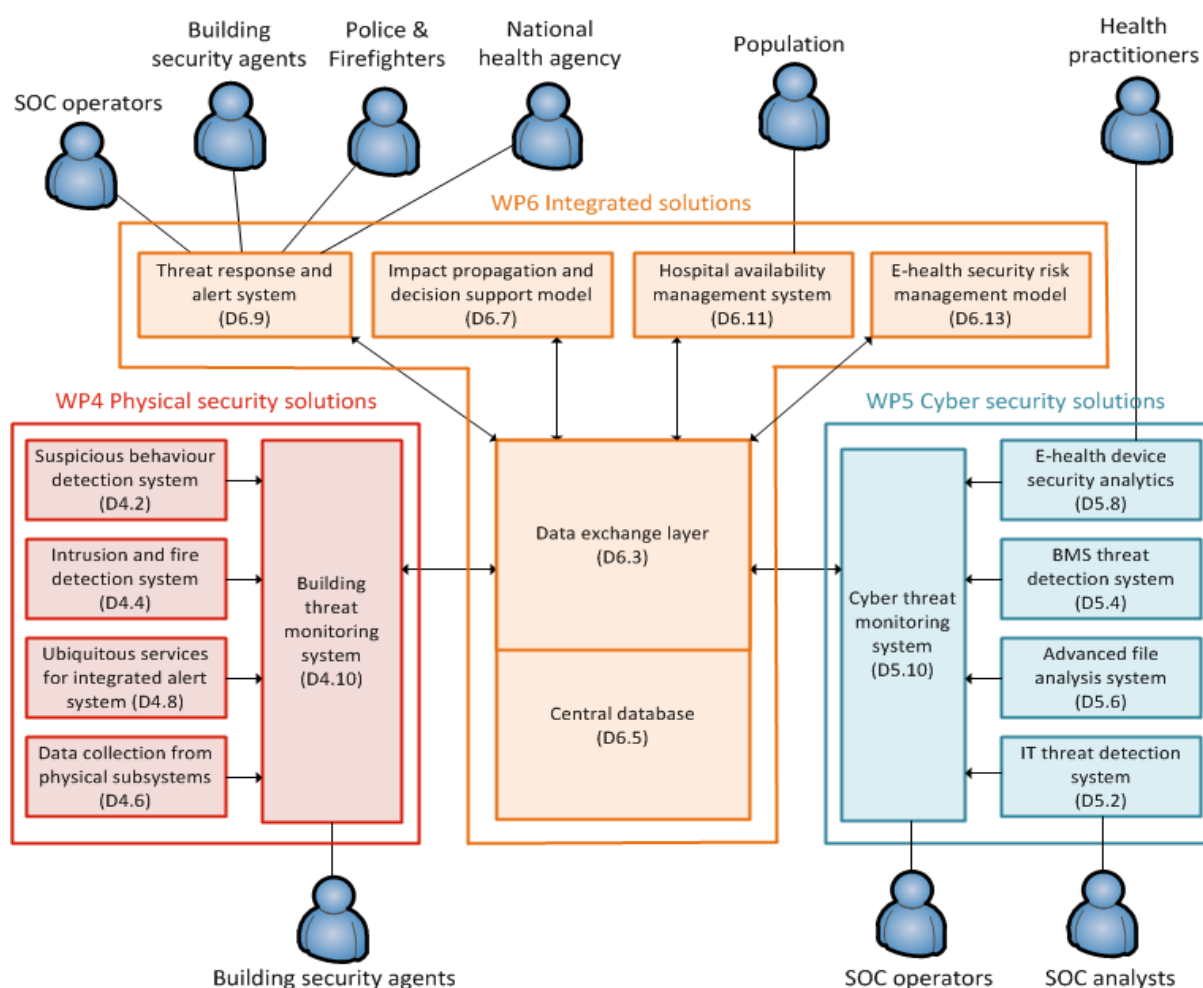 Building
security agents
Police &
Firefighters
National
health agency
Population
Health
practitioners
SOC operators
WP6 Integrated solutions
Threat response and
alert system
(D6.9)
Impact propagation and
decision support model
(D6.7)
Hospital availability
management system
(D6.11)
E-health security risk
management model
(D6.13)
WP4 Physical security solutions
Suspicious behaviour
detection system
(D4.2)
Intrusion and fire
detection system
(D4.4)
Ubiquitous services
for integrated alert
system (D4.8)
Data collection from
physical subsystems
(D4.6)
Building
threat
monitoring
system
(D4.10)
Data exchange layer
(D6.3)
Central database
(D6.5)
WP5 Cyber security solutions
Cyber threat
monitoring
system
(D5.10)
E-health device
security analytics
(D5.8)
BMS threat
detection system
(D5.4)
Advanced file
analysis system
(D5.6)
IT threat detection
system
(D5.2)
Building security agents
SOC operators
SOC analysts